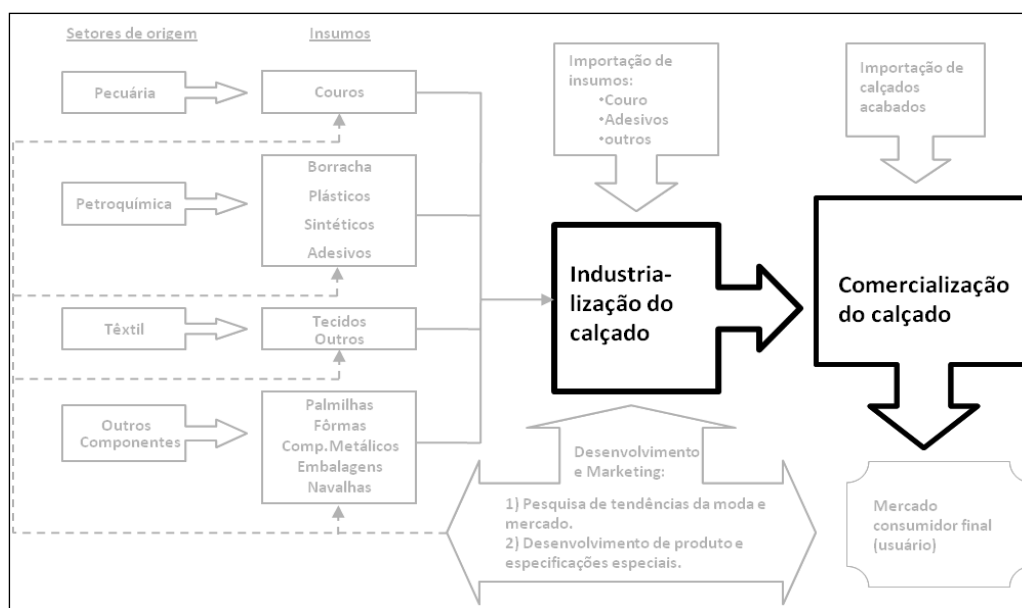 Setores de origem
Insumos
Pecuária
Couros
Petroquímica
Borracha
Plásticos
Sintéticos
Adesivos
Têxtil
Tecidos
Outros
Outros
Componentes
Palmilhas
Fôrmas
Comp.Metálicos
Embalagens
Navalhas
Importação de
insumos:
•Couro
•Adesivos
•outros
Importação de
calçados
acabados
Industria-
lização do
calçado
Comercialização
do calçado
Desenvolvimento
e Marketing:
1) Pesquisa de tendências da moda e
mercado.
2) Desenvolvimento de produto e
especificações especiais.
Mercado
consumidor final
(usuário)